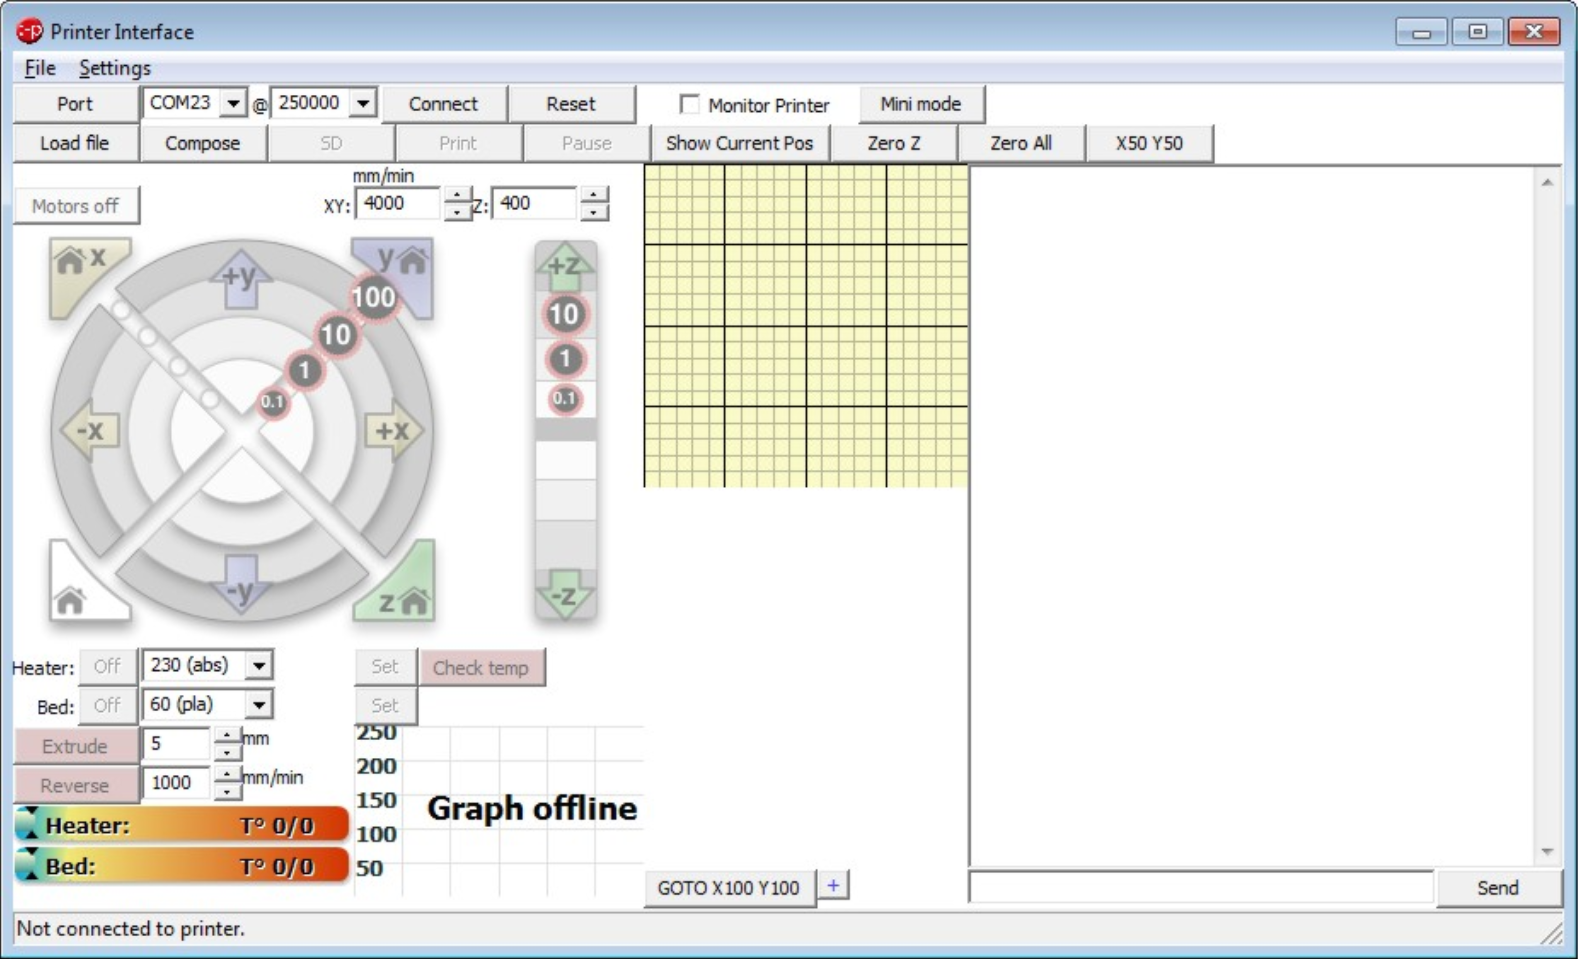 Printer Interface
File Settings
Port COM23 @ 250000 Connect Reset Monitor Printer Mini mode
Load file Compose SD Print Pause Show Current Pos Zero Z Zero All X50 Y50
mm/min
Motors off XY: 4000 Z: 400
x y
+y +z
100 10
10
1 1
0.1 0.1
-x +x
-y -z
z
Heater: Off 230 (abs) Set Check temp
Bed: Off 60 (pla) Set
Extrude 5 mm 250
Reverse 1000 mm/min 200
150
Graph offline
Heater: T° 0/0 100
Bed: T° 0/0 50
GOTO X100 Y100 + Send
Not connected to printer.